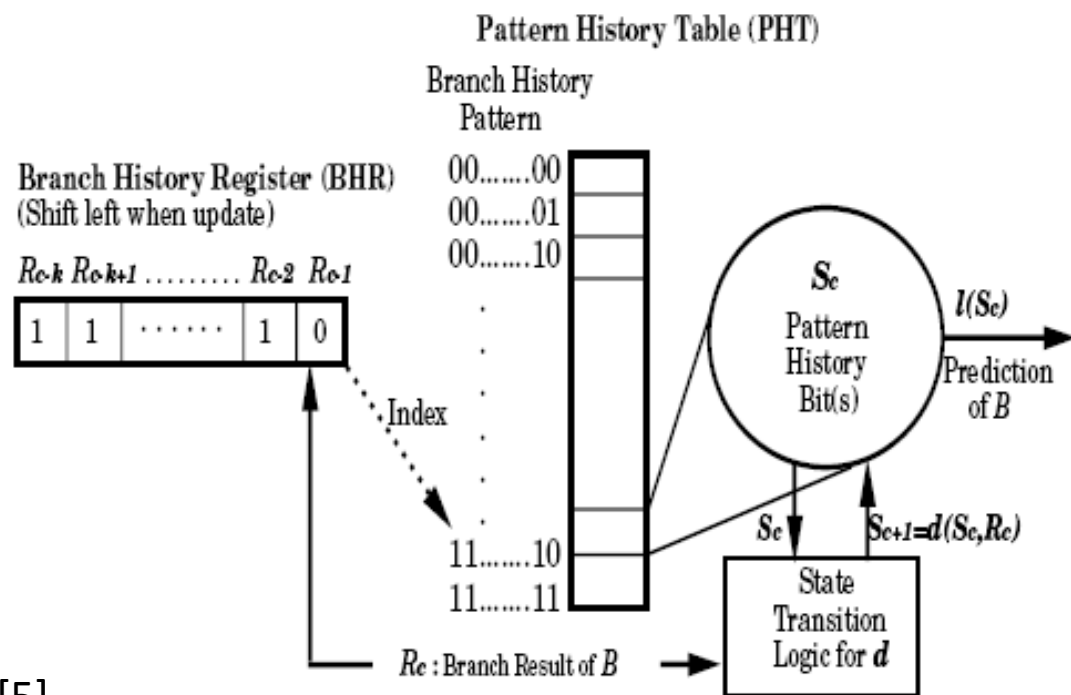 Pattern History Table (PHT)
Branch History
Pattern
00.......00
00.......01
00.......10
11.......10
11.......11
Branch History Register (BHR)
(Shift left when update)
Rc-k Rc-k+1 ......... Rc-2 Rc-1
1 1 ...... 1 0
Index
Sc
Pattern
History
Bit(s)
l(Sc)
Prediction
of B
Sc
Sc+1=d(Sc,Rc)
State
Transition
Logic for d
Rc : Branch Result of B